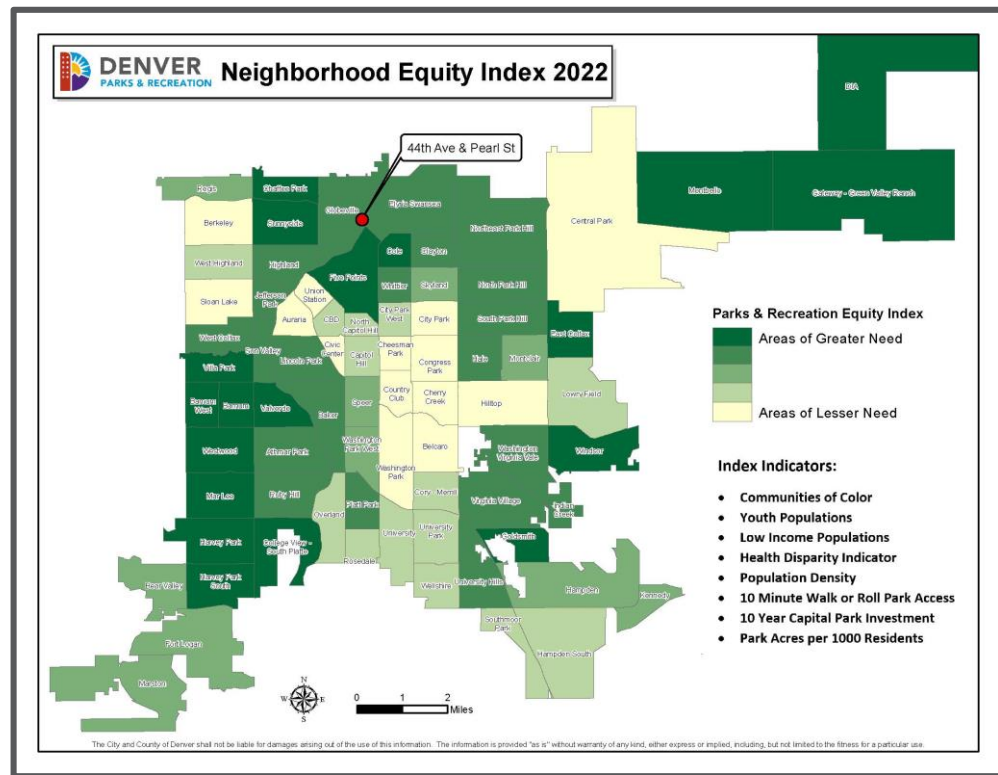 DENVER
PARKS & RECREATION
Neighborhood Equity Index 2022
44th Ave & Pearl St
DIA
Montbello
Gateway - Green Valley Ranch
Regis
Chaffee Park
Globeville
Elyria Swansea
Berkeley
Sunnyside
Northeast Park Hill
Central Park
West Highland
Highland
Cole
Clayton
Five Points
Sloan Lake
Jefferson
Park
Union
Station
Whittier
Skyland
North Park Hill
Auraria
CBD
North
Capitol Hill
City Park
West
City Park
South Park Hill
East Colfax
West Colfax
Sun Valley
Lincoln Park
Civic
Center
Capitol
Hill
Cheesman
Park
Congress
Park
Hale
Montclair
Villa Park
Barnum
West
Barnum
Valverde
Baker
Speer
Country
Club
Cherry
Creek
Hilltop
Lowry Field
Westwood
Athmar Park
Washington
Park West
Washington
Park
Belcaro
Washington
Virginia Vale
Windsor
Mar Lee
Ruby Hill
Overland
Platt Park
Cory - Merrill
Virginia Village
Indian
Creek
Harvey Park
College View -
South Platte
Rosedale
University
University
Park
Goldsmith
Harvey Park
South
Bear Valley
Wellshire
University Hills
Hampden
Kennedy
Fort Logan
Southmoor
Park
Hampden South
Marston
Parks & Recreation Equity Index
Areas of Greater Need
Areas of Lesser Need
Index Indicators:
• Communities of Color
• Youth Populations
• Low Income Populations
• Health Disparity Indicator
• Population Density
• 10 Minute Walk or Roll Park Access
• 10 Year Capital Park Investment
• Park Acres per 1000 Residents
N
W
E
S
0 1 2
Miles
The City and County of Denver shall not be liable for damages arising out of the use of this information. The information is provided "as is" without warranty of any kind, either express or implied, including, but not limited to the fitness for a particular use.